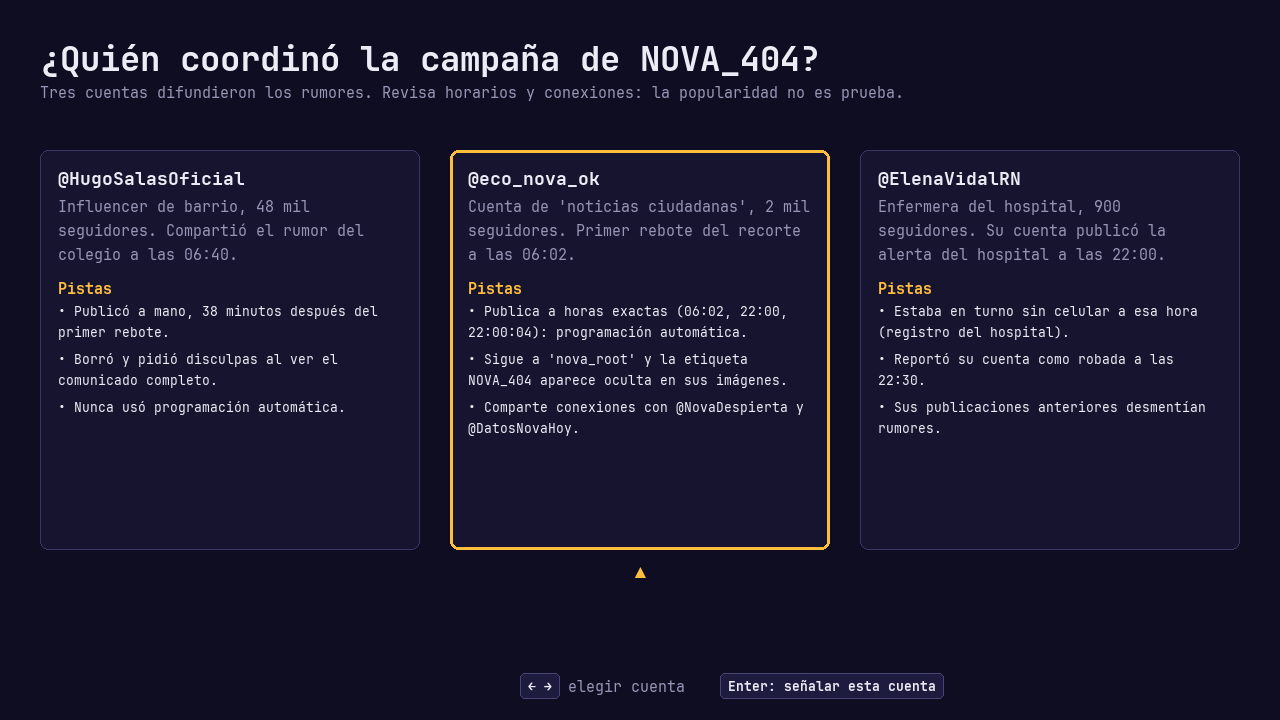 ¿Quién coordinó la campaña de NOVA_404?
Tres cuentas difundieron los rumores. Revisa horarios y conexiones: la popularidad no es prueba.
@HugoSalasOficial
Influencer de barrio, 48 mil
seguidores. Compartió el rumor del
colegio a las 06:40.
Pistas
• Publicó a mano, 38 minutos después del
primer rebote.
• Borró y pidió disculpas al ver el
comunicado completo.
• Nunca usó programación automática.
@eco_nova_ok
Cuenta de 'noticias ciudadanas', 2 mil
seguidores. Primer rebote del recorte
a las 06:02.
Pistas
• Publica a horas exactas (06:02, 22:00,
22:00:04): programación automática.
• Sigue a 'nova_root' y la etiqueta
NOVA_404 aparece oculta en sus imágenes.
• Comparte conexiones con @NovaDespierta y
@DatosNovaHoy.
@ElenaVidalRN
Enfermera del hospital, 900
seguidores. Su cuenta publicó la
alerta del hospital a las 22:00.
Pistas
• Estaba en turno sin celular a esa hora
(registro del hospital).
• Reportó su cuenta como robada a las
22:30.
• Sus publicaciones anteriores desmentían
rumores.
▲
← → elegir cuenta
Enter: señalar esta cuenta